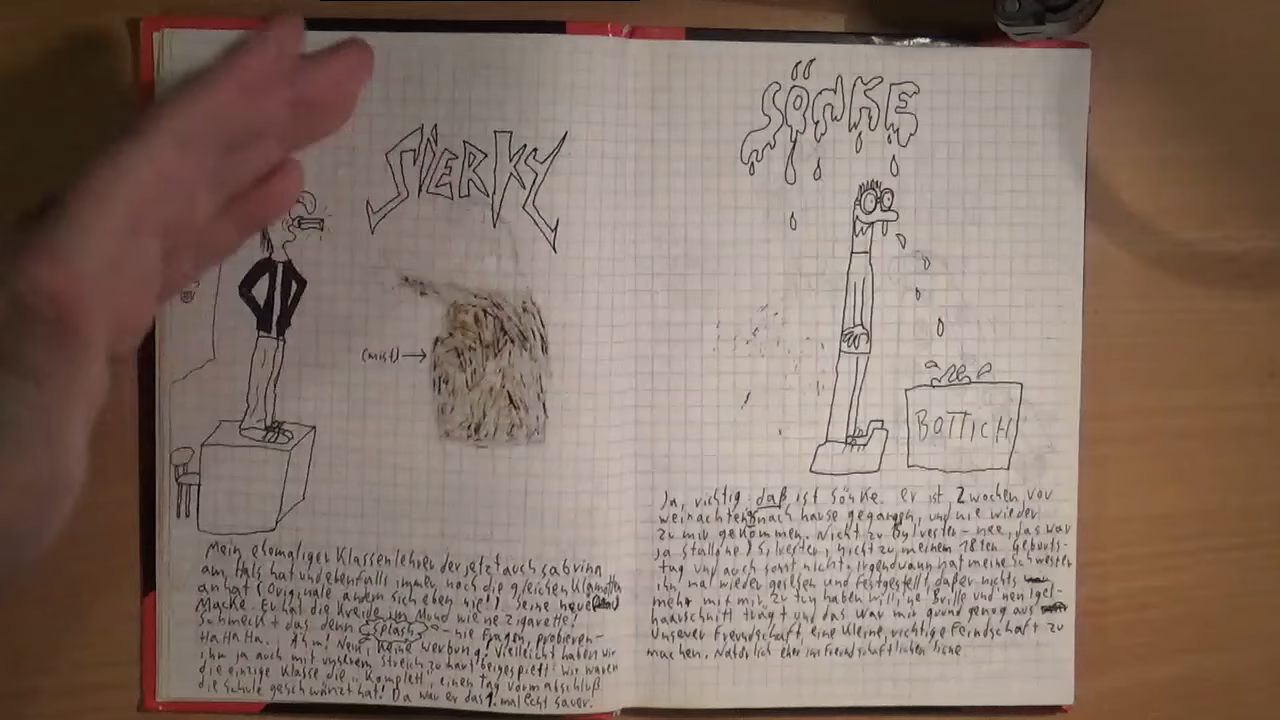 SIERKY
(mist)
Mein ehemaliger Klassenlehrer der jetzt auch sabrina
am Hals hat und ebenfalls immer noch die gleichen Klamotten
anhat (Originale ändern sich eben nie!) Seine neue
Macke. Er hat die Kreide im Mund wie ne Zigarette!
Schmeckt das denn splash - nie fragen, probieren-
HaHaHa. Ähm! Nein, keine Werbung! Vielleicht haben wir
ihm ja auch mit unserem Streich zu hart beigespielt: wir waren
die einzige Klasse die "Komplett" einen Tag vorm abschluß
die Schule geschwänzt hat! Da war er das 1. mal echt sauer.
SÖNKE
BOTTICH
Ja, richtig: daß ist Sönke. er ist 2 wochen vor
weinachten nach hause gegangen, und nie wieder
zu mir gekommen. Nicht zu Sylvester - nee, das war
ja Stallone) Silvester, nicht zu meinem 18ten Geburts-
tag und auch sonst nicht. irgendwann hat meine Schwester
ihn mal wieder gesehen und festgestellt daß er nichts
mehr mit mir zu tun haben will, ne Brille und nen igel-
haarschnitt trägt und das war mir grund genug aus
Unserer Freundschaft, eine Kleine, richtige Feindschaft zu
machen. Natürlich eher im Freundschaftlichen Sinne